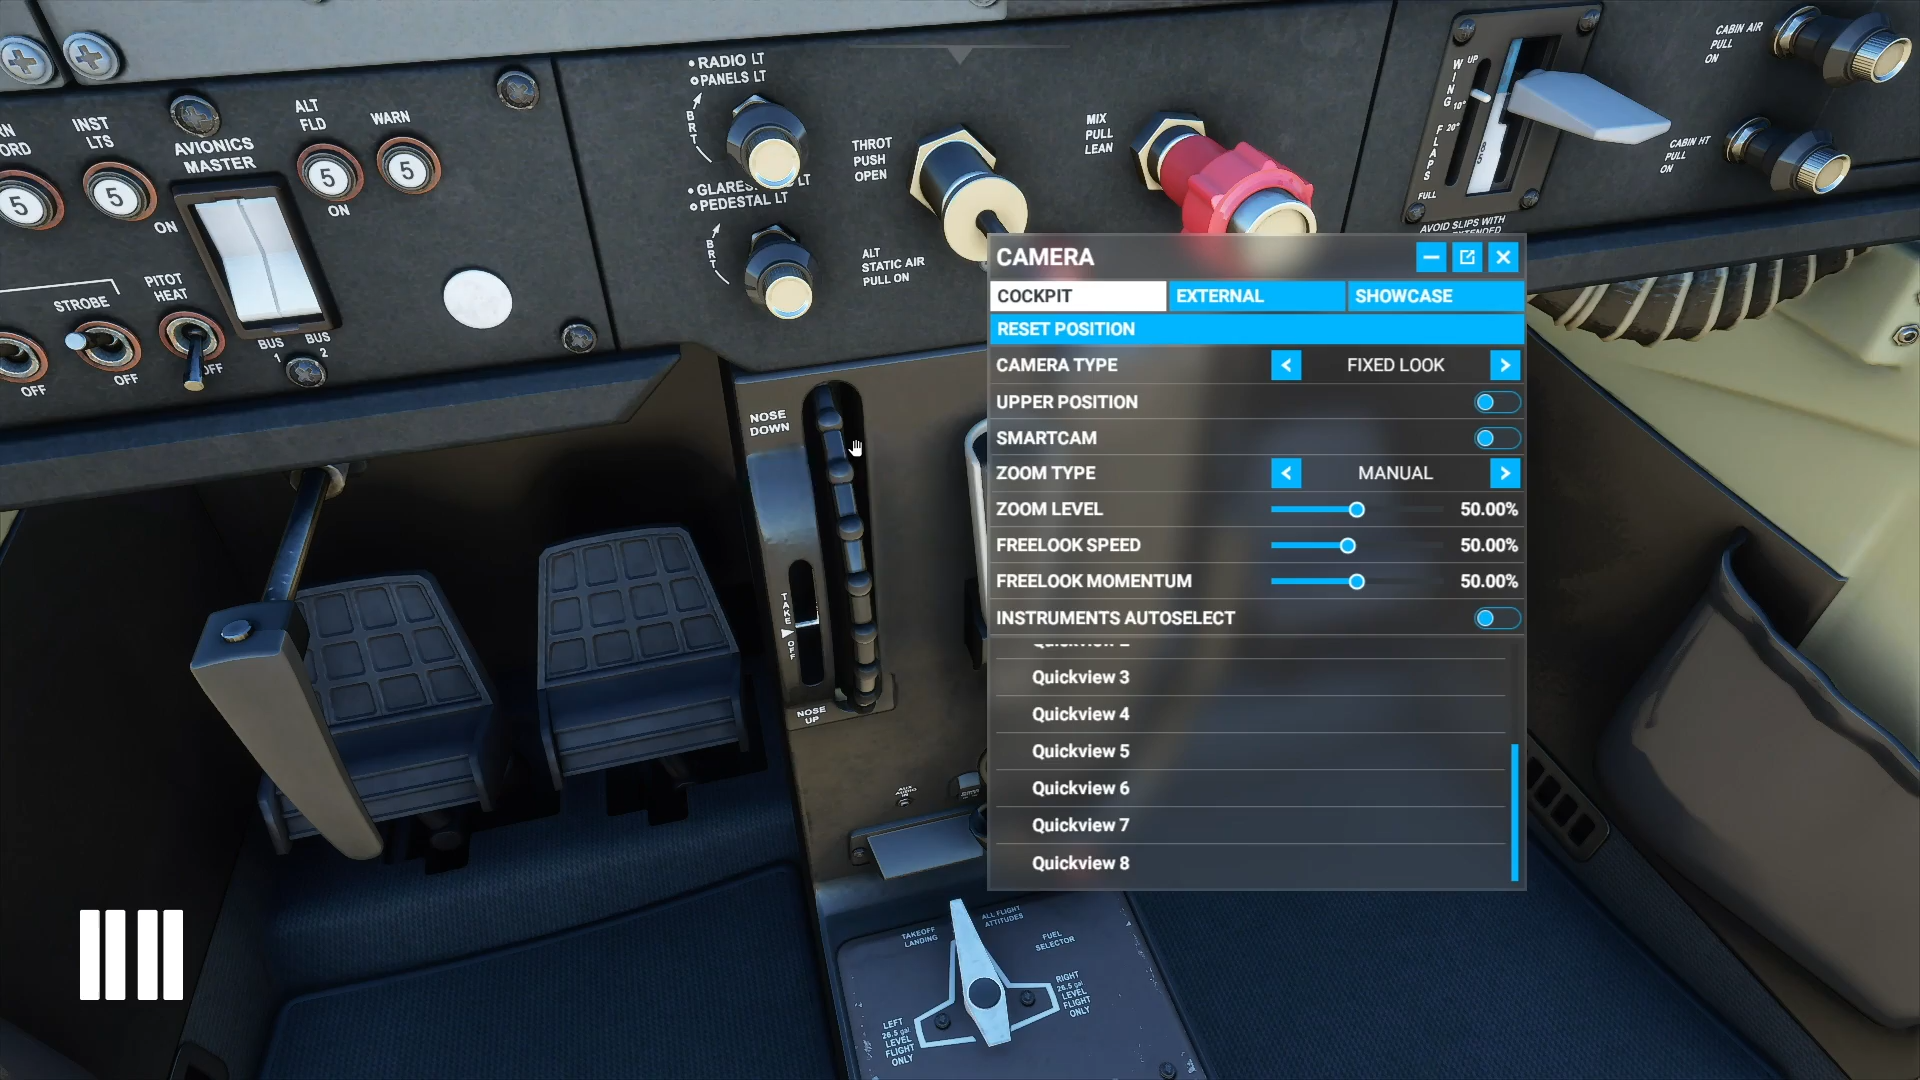 RADIO LT
PANELS LT
BRT
INST
LTS
AVIONICS
MASTER
ALT
FLD
WARN
5
5
5
5
ON
ON
THROT
PUSH
OPEN
MIX
PULL
LEAN
WING FLAPS
UP
10°
20°
FULL
AVOID SLIPS WITH
CABIN AIR
PULL
ON
CABIN HT
PULL
ON
PEDESTAL LT
BRT
ALT
STATIC AIR
PULL ON
STROBE
PITOT
HEAT
OFF
OFF
BUS
1
BUS
2
NOSE
DOWN
TAKE OFF
NOSE
UP
CAMERA
COCKPIT
EXTERNAL
SHOWCASE
RESET POSITION
CAMERA TYPE
FIXED LOOK
UPPER POSITION
SMARTCAM
ZOOM TYPE
MANUAL
ZOOM LEVEL
50.00%
FREELOOK SPEED
50.00%
FREELOOK MOMENTUM
50.00%
INSTRUMENTS AUTOSELECT
Quickview 3
Quickview 4
Quickview 5
Quickview 6
Quickview 7
Quickview 8
TAKEOFF
LANDING
ALL FLIGHT
ATTITUDES
FUEL
SELECTOR
LEFT
26.5 gal
LEVEL
FLIGHT
ONLY
RIGHT
26.5 gal
LEVEL
FLIGHT
ONLY